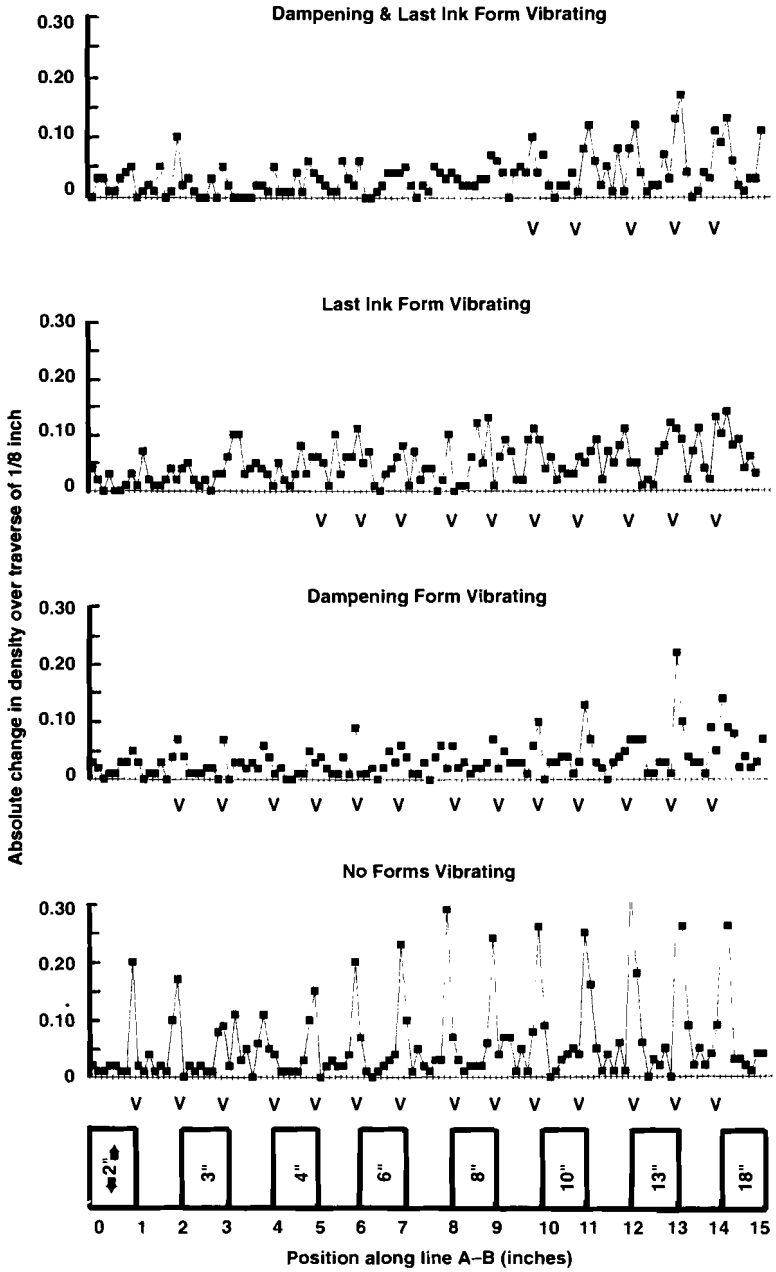 Dampening & Last Ink Form Vibrating
0.30
0.20
0.10
0
V V V V V
Last Ink Form Vibrating
0.30
0.20
0.10
0
V V V V V V V V V V
Dampening Form Vibrating
0.30
0.20
0.10
0
V V V V V V V V V V V V V
No Forms Vibrating
0.30
0.20
0.10
0
V V V V V V V V V V V V V V
Absolute change in density over traverse of 1/8 inch
2" 3" 4" 6" 8" 10" 13" 18"
0 1 2 3 4 5 6 7 8 9 10 11 12 13 14 15
Position along line A–B (inches)